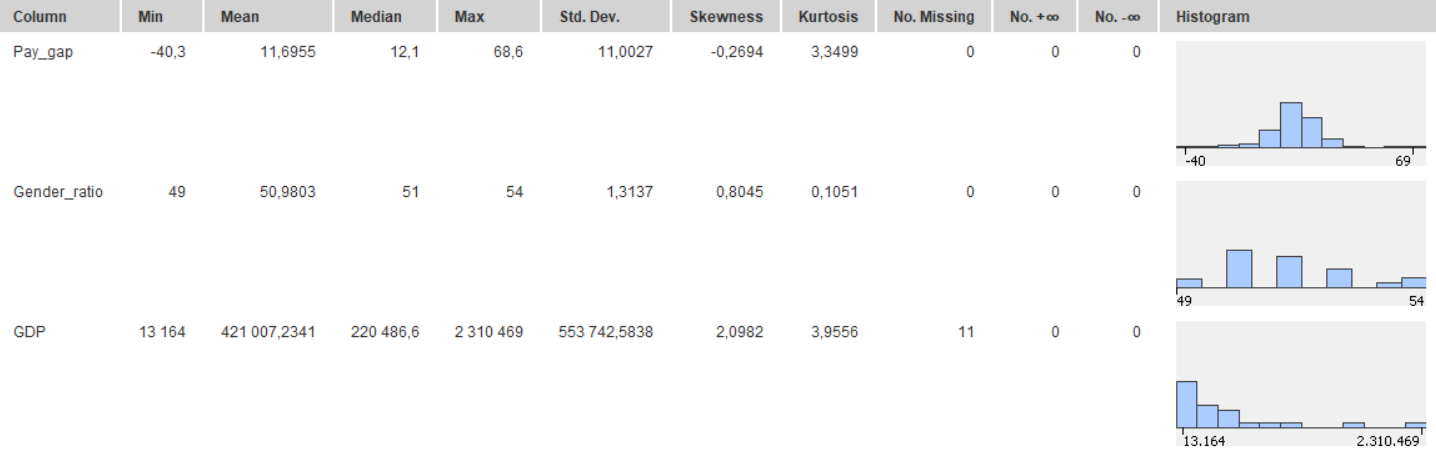 Column Min Mean Median Max Std. Dev. Skewness Kurtosis No. Missing No. +∞ No. -∞ Histogram
Pay_gap -40,3 11,6955 12,1 68,6 11,0027 -0,2694 3,3499 0 0 0
-40 69
Gender_ratio 49 50,9803 51 54 1,3137 0,8045 0,1051 0 0 0
49 54
GDP 13 164 421 007,2341 220 486,6 2 310 469 553 742,5838 2,0982 3,9556 11 0 0
13.164 2.310.469